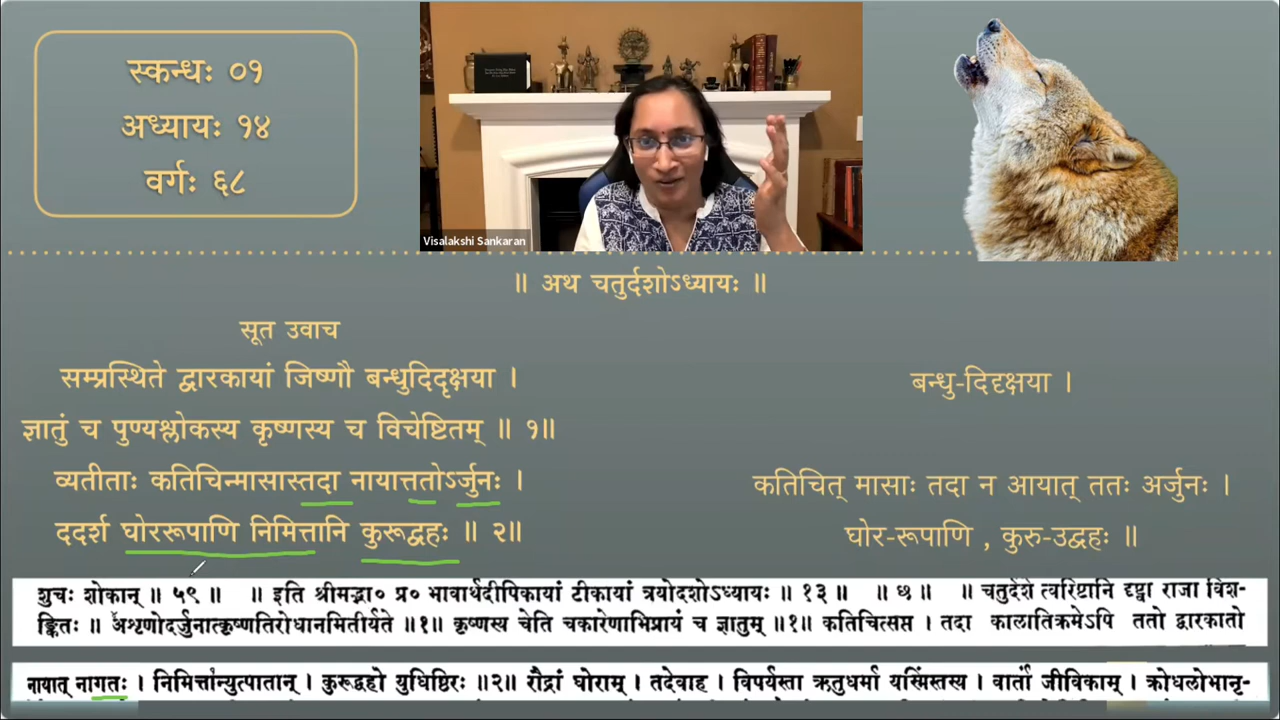 स्कन्धः ०१
अध्यायः १४
वर्गः ६८
Visalakshi Sankaran
॥ अथ चतुर्दशोऽध्यायः ॥
सूत उवाच
सम्प्रस्थिते द्वारकायां जिष्णौ बन्धुदिदृक्षया ।
ज्ञातुं च पुण्यश्लोकस्य कृष्णस्य च विचेष्टितम् ॥ १॥
व्यतीताः कतिचिन्मासास्तदा नायात्ततोऽर्जुनः ।
ददर्श घोररूपाणि निमित्तानि कुरूद्वहः ॥ २॥
बन्धु-दिदृक्षया ।
कतिचित् मासाः तदा न आयात् ततः अर्जुनः ।
घोर-रूपाणि , कुरु-उद्वहः ॥
शुचः शोकान् ॥ ५९ ॥ ॥ इति श्रीमद्भा० प्र० भावार्थदीपिकायां टीकायां त्रयोदशोऽध्यायः ॥ १३ ॥ ॥ छ ॥ ॥ चतुर्दशे त्वरिष्टानि दृष्ट्वा राजा विश-
ङ्कितः ॥ अशृणोदर्जुनात्कृष्णतिरोधानमितीर्यते ॥१॥ कृष्णस्य चेति चकारेणाभिप्रायं च ज्ञातुम् ॥१॥ कतिचित्सप्त । तदा कालातिक्रमेऽपि ततो द्वारकातो
नायात् नागतः । निमित्तान्युत्पातान् । कुरूद्वहो युधिष्ठिरः ॥२॥ रौद्रां घोराम् । तदेवाह । विपर्यस्ता ऋतुधर्मा यस्मिंस्तस्य । वार्तां जीविकाम् । क्रोधलोभानृ-